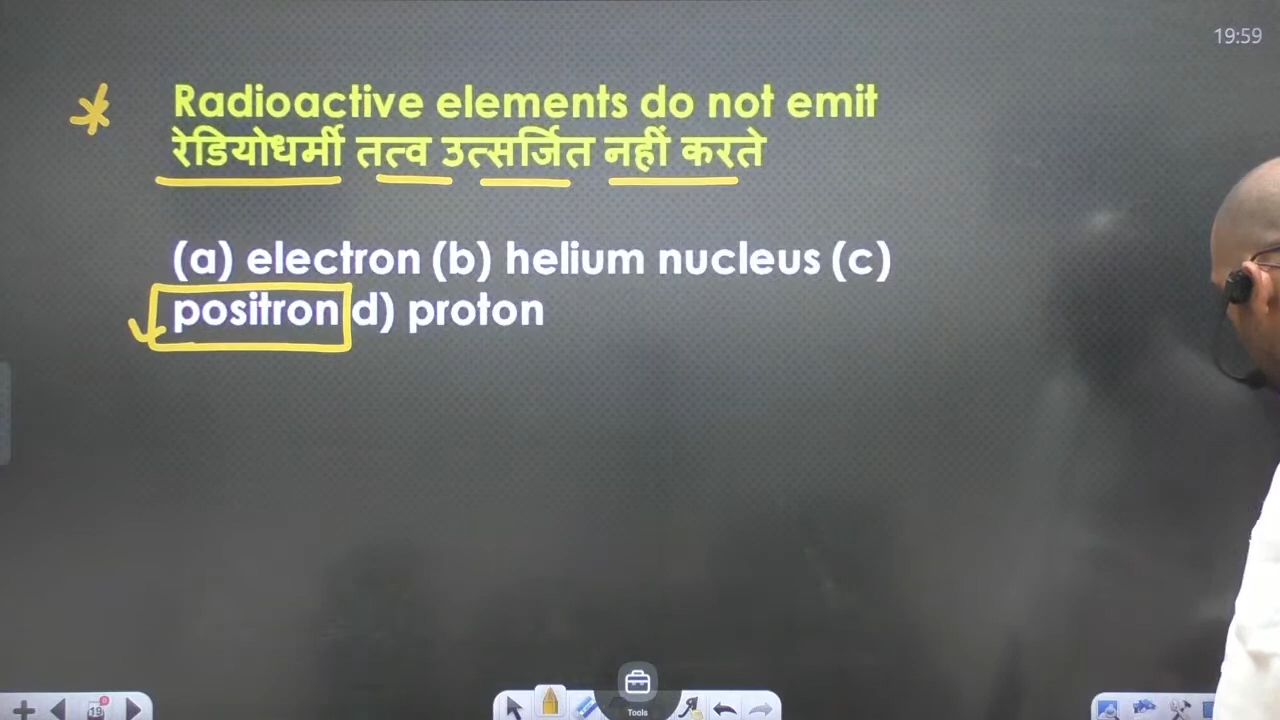 19:59
Radioactive elements do not emit
रेडियोधर्मी तत्व उत्सर्जित नहीं करते
(a) electron (b) helium nucleus (c)
positron d) proton
19
Tools